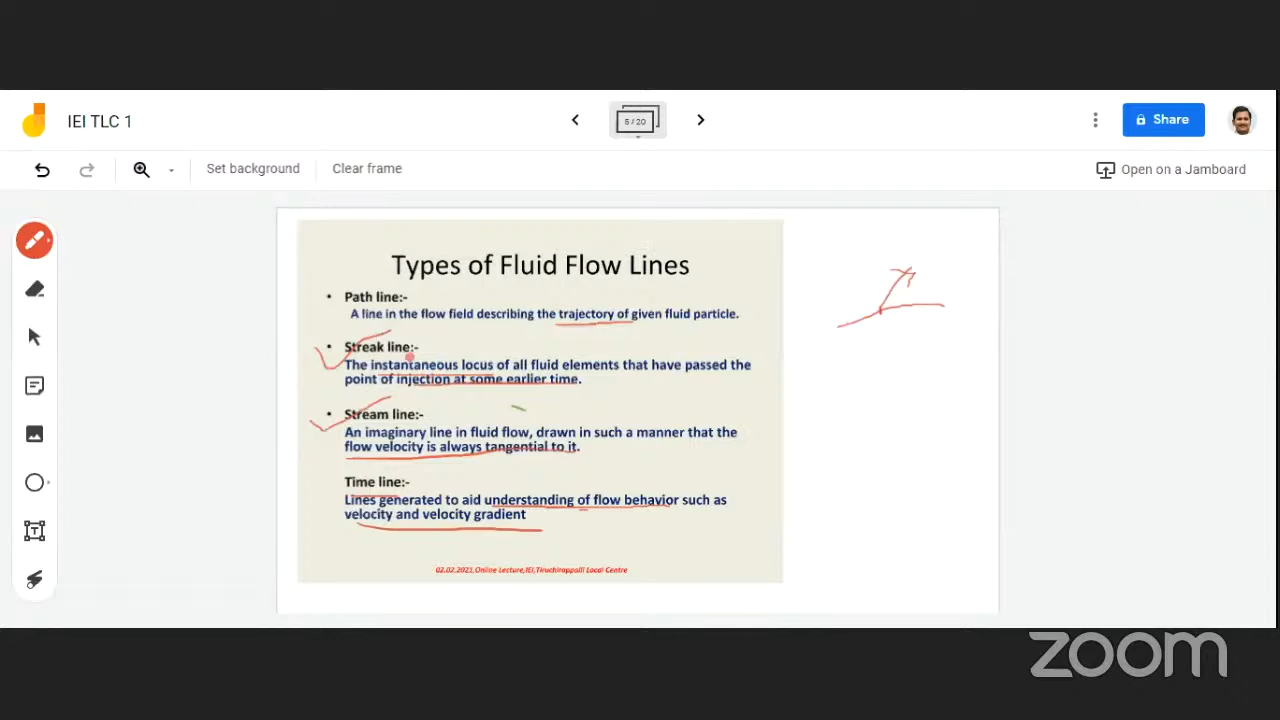 IEI TLC 1
5 / 20
Share
Set background
Clear frame
Open on a Jamboard
Types of Fluid Flow Lines
• Path line:-
A line in the flow field describing the trajectory of given fluid particle.
• Streak line:-
The instantaneous locus of all fluid elements that have passed the
point of injection at some earlier time.
• Stream line:-
An imaginary line in fluid flow, drawn in such a manner that the
flow velocity is always tangential to it.
Time line:-
Lines generated to aid understanding of flow behavior such as
velocity and velocity gradient
02.02.2021,Online Lecture,IEI,Tiruchirappalli Local Centre
zoom